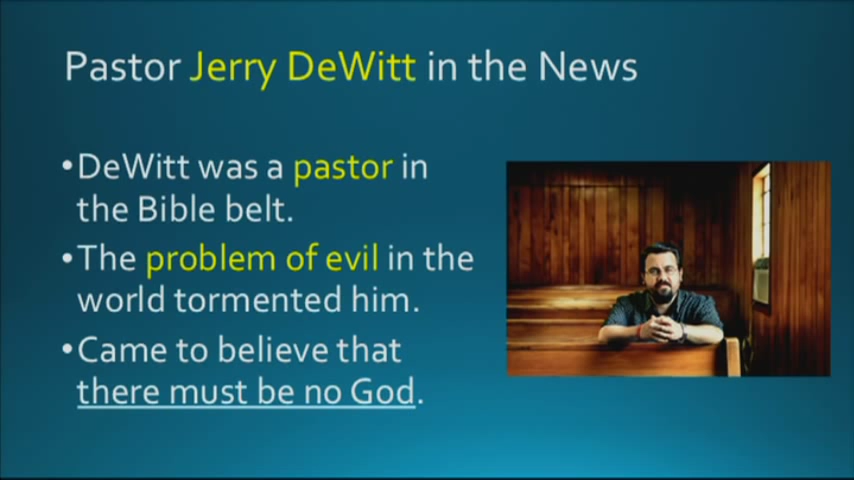 Pastor Jerry DeWitt in the News
•DeWitt was a pastor in
the Bible belt.
•The problem of evil in the
world tormented him.
•Came to believe that
there must be no God.